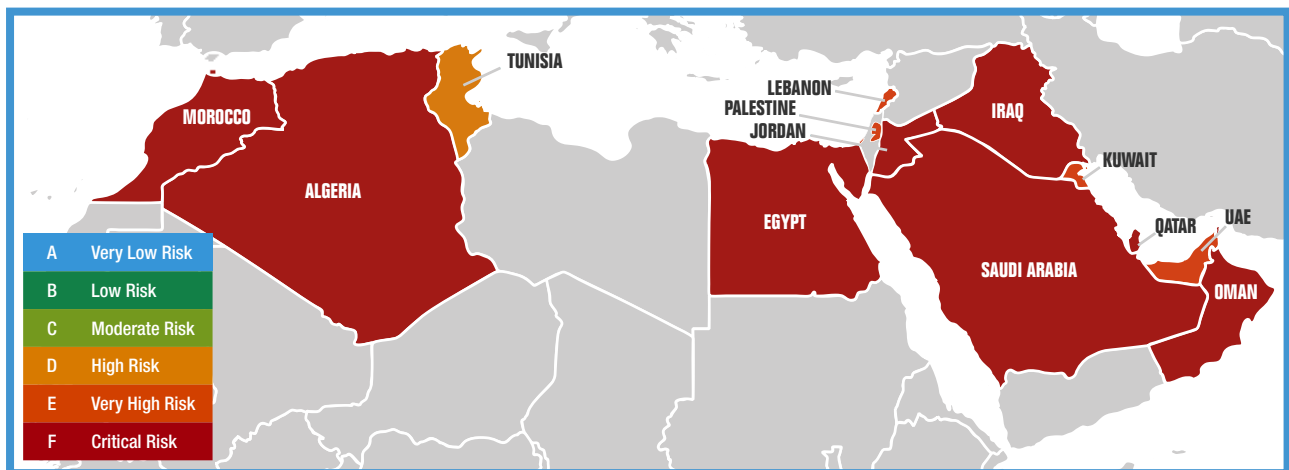 TUNISIA
LEBANON
MOROCCO
PALESTINE
IRAQ
JORDAN
KUWAIT
ALGERIA
EGYPT
QATAR
UAE
SAUDI ARABIA
OMAN
A Very Low Risk
B Low Risk
C Moderate Risk
D High Risk
E Very High Risk
F Critical Risk